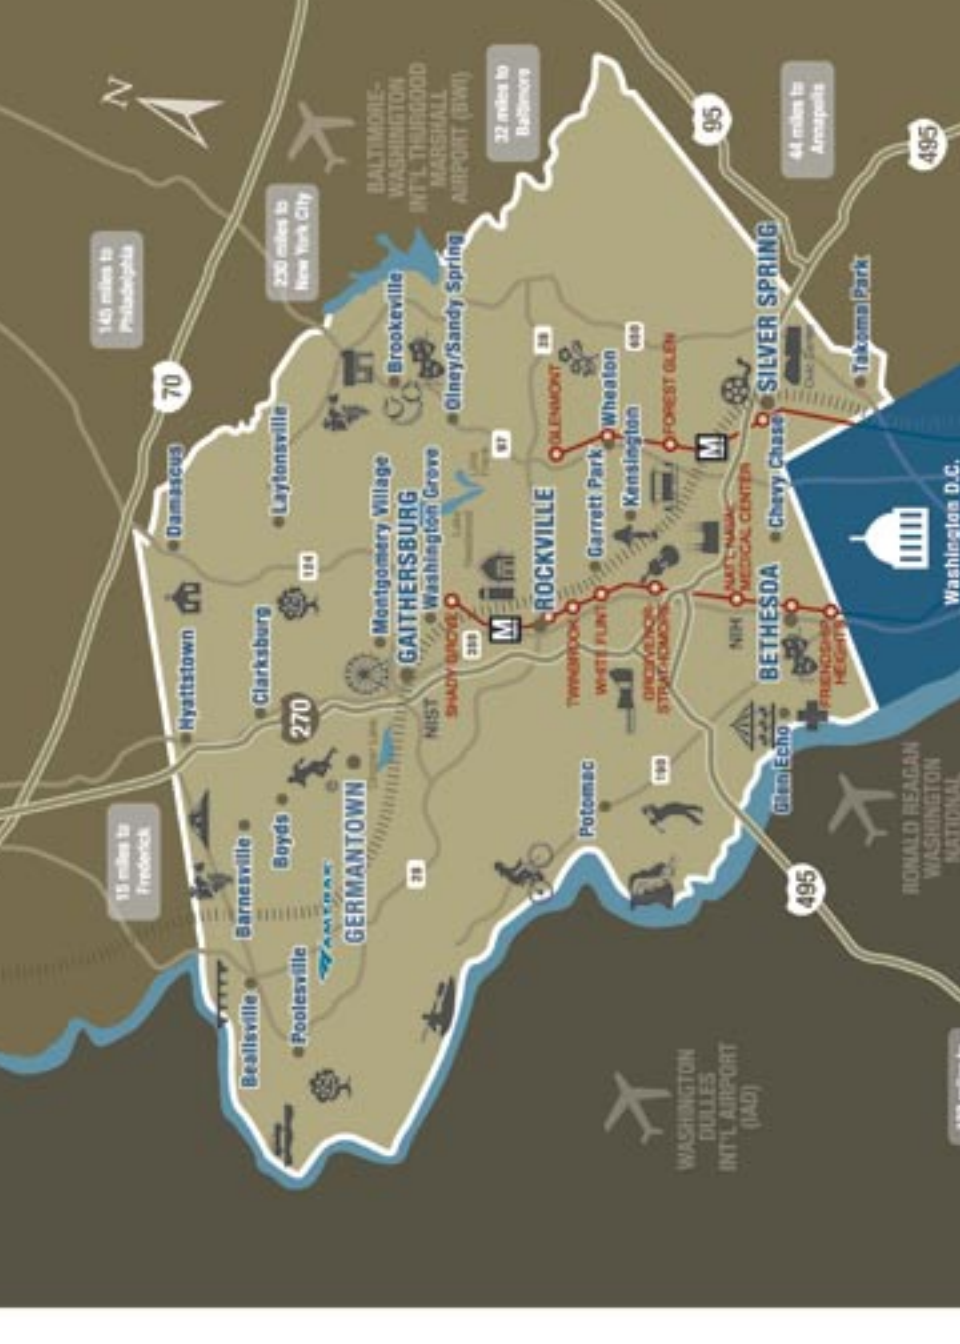 N
145 miles to
Philadelphia
15 miles to
Frederick
70
230 miles to
New York City
Damascus
Hyattstown
Barnesville
Beallsville
Laytonsville
Clarksburg
Boyds
Poolesville
270
124
AMTRAK
GERMANTOWN
Montgomery Village
GAITHERSBURG
Washington Grove
Brookeville
Olney/Sandy Spring
BALTIMORE-
WASHINGTON
INT'L THURGOOD
MARSHALL
AIRPORT (BWI)
32 miles to
Baltimore
28
NIST
SHADY GROVE
355
97
M
ROCKVILLE
28
GLENMONT
TWINBROOK
WHITE FLINT
Garrett Park
Wheaton
Kensington
650
FOREST GLEN
Potomac
GROSVENOR-
STRATHMORE
190
M
95
NIH
NAT'L NAVAL
MEDICAL CENTER
BETHESDA
Chevy Chase
SILVER SPRING
Civic Center
44 miles to
Annapolis
Glen Echo
FRIENDSHIP
HEIGHTS
Takoma Park
495
495
WASHINGTON
DULLES
INT'L AIRPORT
(IAD)
RONALD REAGAN
WASHINGTON
NATIONAL
Washington D.C.